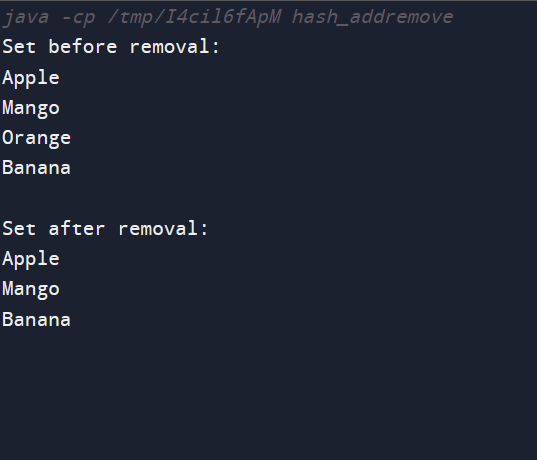 java -cp /tmp/I4cil6fApM hash_addremove
Set before removal:
Apple
Mango
Orange
Banana
Set after removal:
Apple
Mango
Banana